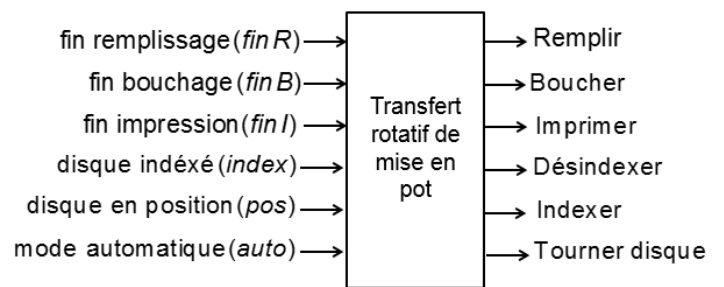 fin remplissage (fin R)
fin bouchage (fin B)
fin impression (fin I)
disque indéxé (index)
disque en position (pos)
mode automatique (auto)
Transfert
rotatif de
mise en
pot
Remplir
Boucher
Imprimer
Désindexer
Indexer
Tourner disque